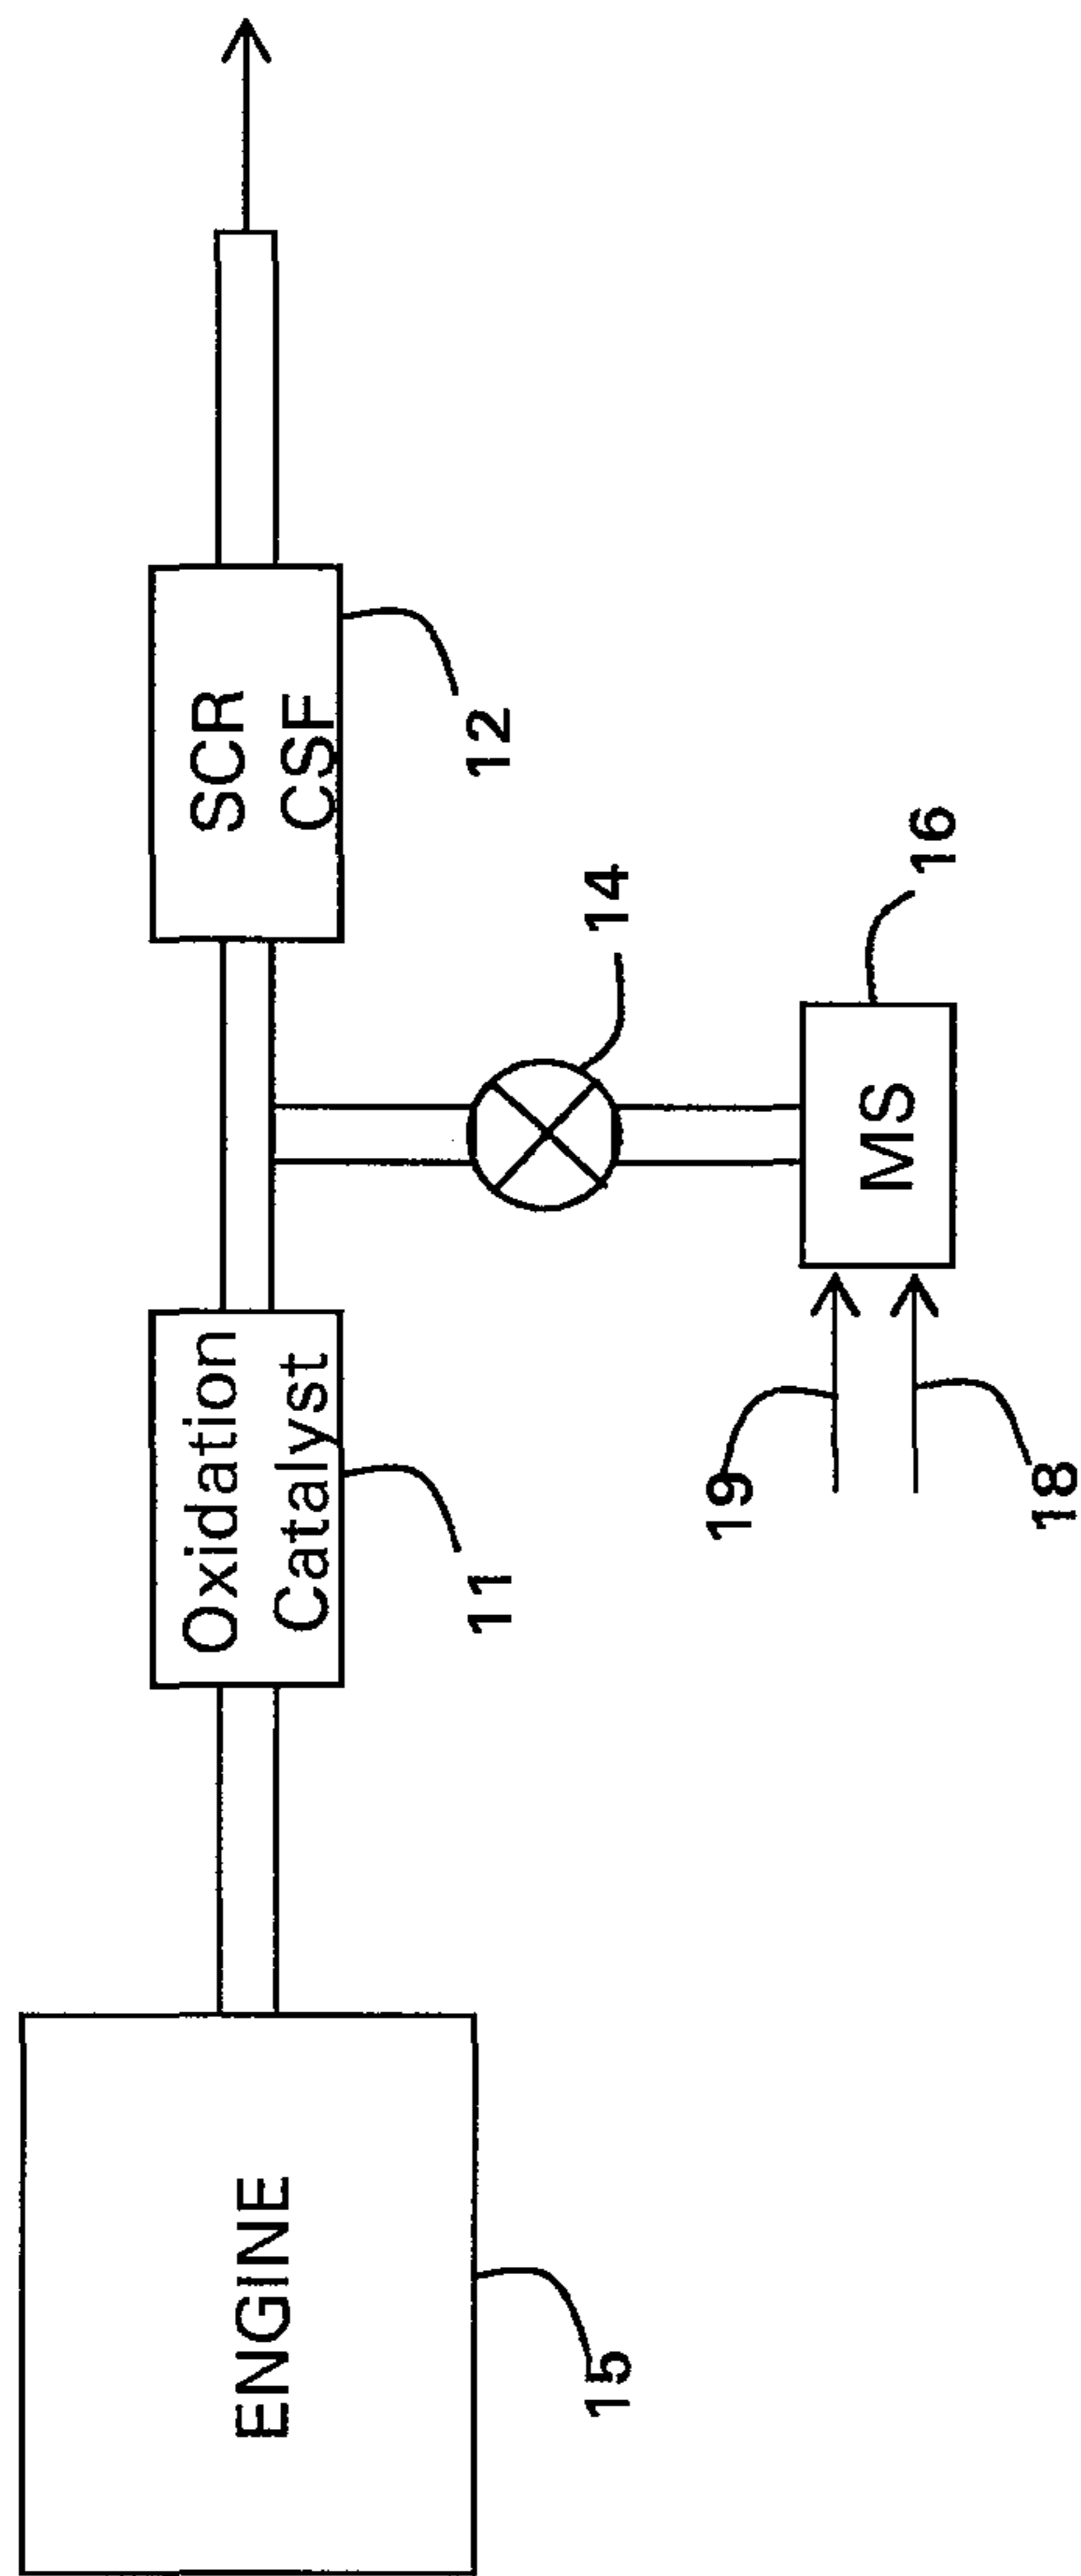 ENGINE
15
Oxidation
Catalyst
11
SCR
CSF
12
14
MS
16
19
18